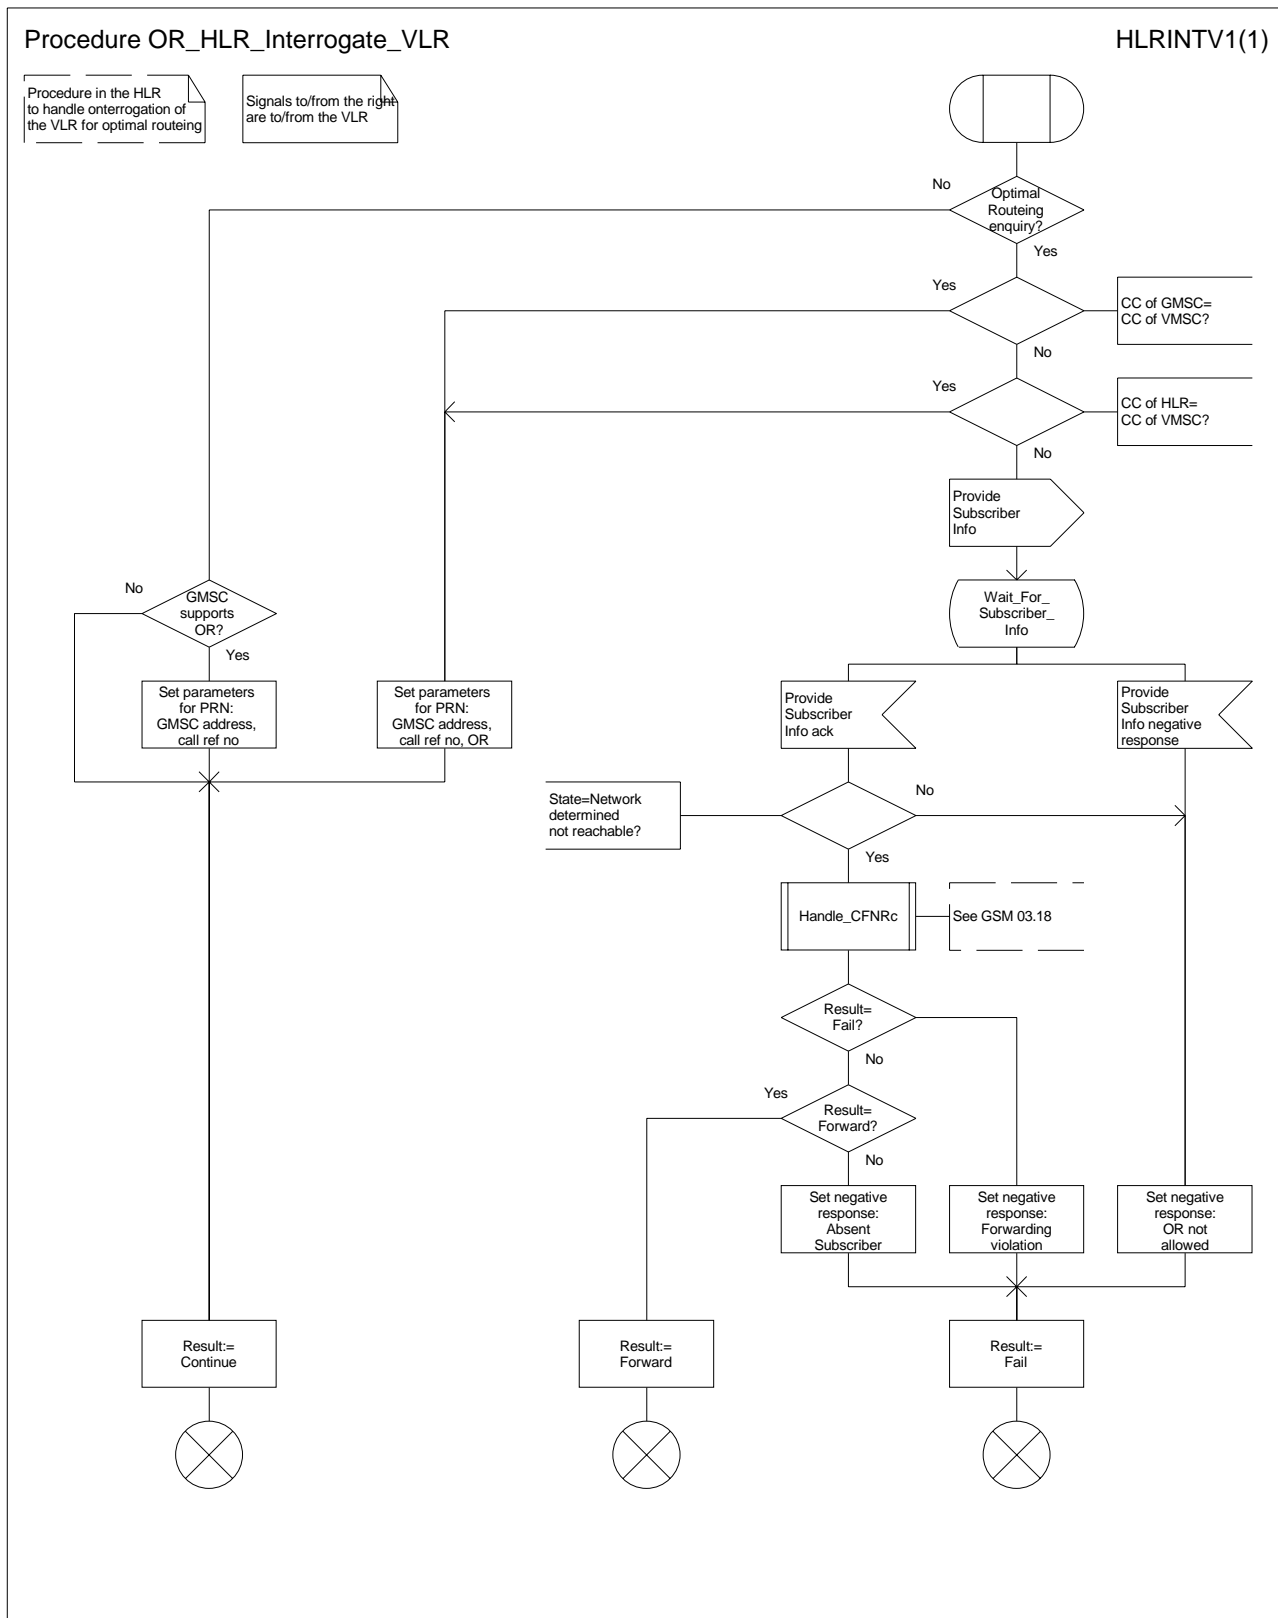 Procedure OR_HLR_Interrogate_VLR
HLRINTV1(1)
Procedure in the HLR
to handle onterrogation of
the VLR for optimal routeing
Signals to/from the right
are to/from the VLR
No
Optimal
Routeing
enquiry?
Yes
Yes
CC of GMSC=
CC of VMSC?
No
Yes
CC of HLR=
CC of VMSC?
No
Provide
Subscriber
Info
No
GMSC
supports
OR?
Yes
Wait_For_
Subscriber_
Info
Set parameters
for PRN:
GMSC address,
call ref no
Set parameters
for PRN:
GMSC address,
call ref no, OR
Provide
Subscriber
Info ack
Provide
Subscriber
Info negative
response
State=Network
determined
not reachable?
No
Yes
Handle_CFNRc
See GSM 03.18
Result=
Fail?
No
Yes
Result=
Forward?
No
Set negative
response:
Absent
Subscriber
Set negative
response:
Forwarding
violation
Set negative
response:
OR not
allowed
Result:=
Continue
Result:=
Forward
Result:=
Fail